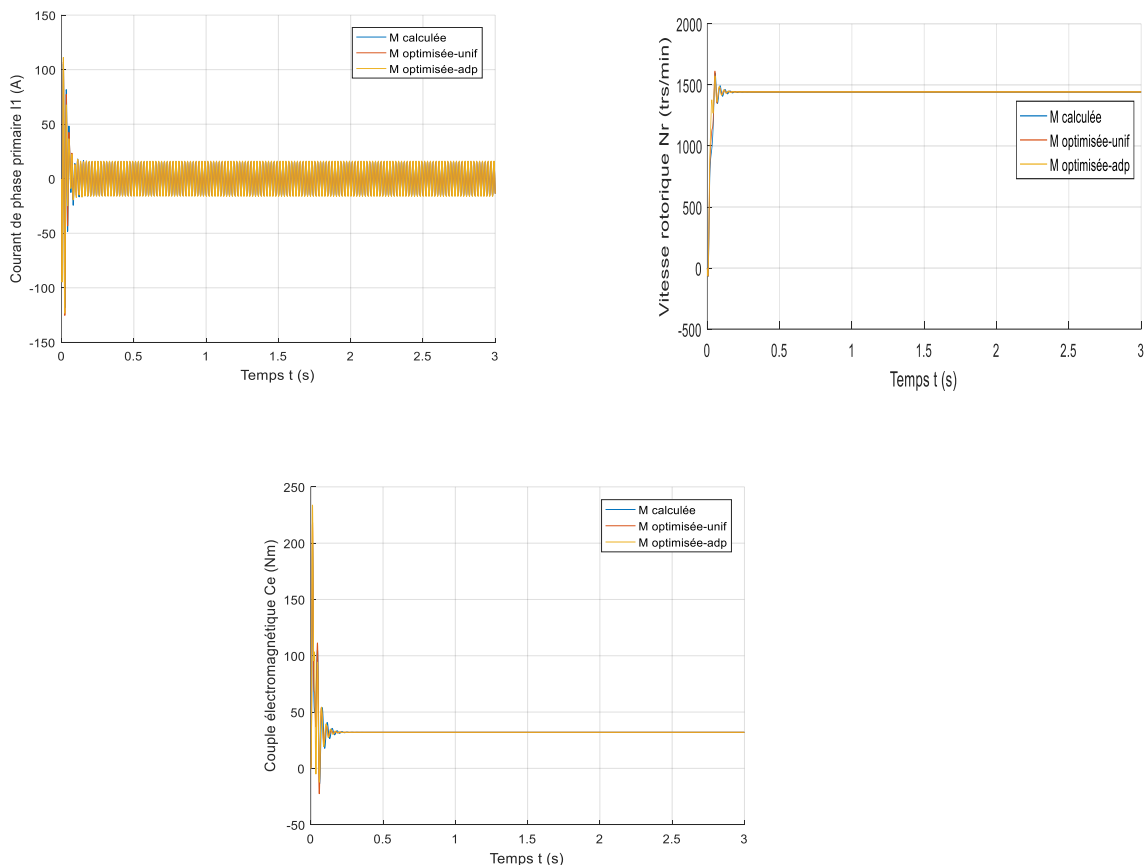 150
100
50
0
-50
-100
-150
Courant de phase primaire I1 (A)
M calculée
M optimisée-unif
M optimisée-adp
0 0.5 1 1.5 2 2.5 3
Temps t (s)
2000
1500
1000
500
0
-500
Vitesse rotorique Nr (trs/min)
M calculée
M optimisée-unif
M optimisée-adp
0 0.5 1 1.5 2 2.5 3
Temps t (s)
250
200
150
100
50
0
-50
Couple électromagnétique Ce (Nm)
M calculée
M optimisée-unif
M optimisée-adp
0 0.5 1 1.5 2 2.5 3
Temps t (s)